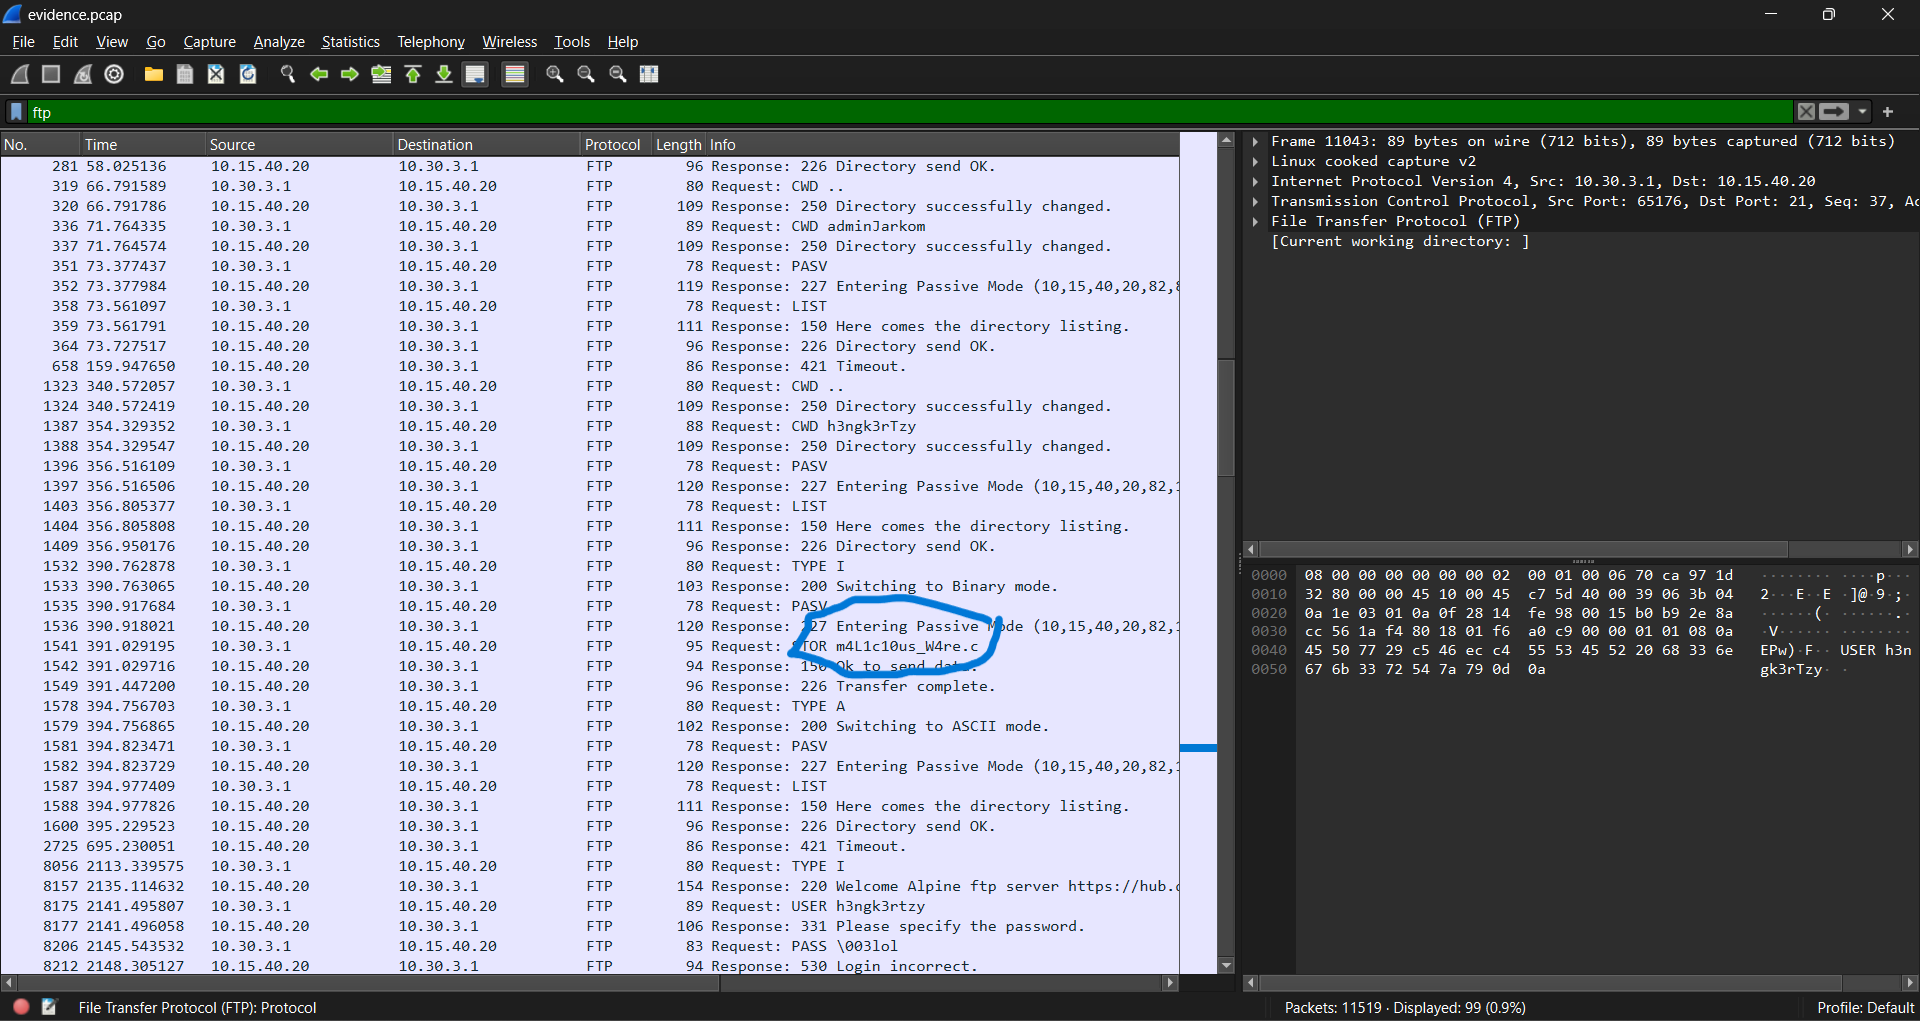 evidence.pcap
File Edit View Go Capture Analyze Statistics Telephony Wireless Tools Help
ftp
No. Time Source Destination Protocol Length Info
281 58.025136 10.15.40.20 10.30.3.1 FTP 96 Response: 226 Directory send OK.
319 66.791589 10.30.3.1 10.15.40.20 FTP 80 Request: CWD ..
320 66.791786 10.15.40.20 10.30.3.1 FTP 109 Response: 250 Directory successfully changed.
336 71.764335 10.30.3.1 10.15.40.20 FTP 89 Request: CWD adminJarkom
337 71.764574 10.15.40.20 10.30.3.1 FTP 109 Response: 250 Directory successfully changed.
351 73.377437 10.30.3.1 10.15.40.20 FTP 78 Request: PASV
352 73.377984 10.15.40.20 10.30.3.1 FTP 119 Response: 227 Entering Passive Mode (10,15,40,20,82,
358 73.561097 10.30.3.1 10.15.40.20 FTP 78 Request: LIST
359 73.561791 10.15.40.20 10.30.3.1 FTP 111 Response: 150 Here comes the directory listing.
364 73.727517 10.15.40.20 10.30.3.1 FTP 96 Response: 226 Directory send OK.
658 159.947650 10.15.40.20 10.30.3.1 FTP 86 Response: 421 Timeout.
1323 340.572057 10.30.3.1 10.15.40.20 FTP 80 Request: CWD ..
1324 340.572419 10.15.40.20 10.30.3.1 FTP 109 Response: 250 Directory successfully changed.
1387 354.329352 10.30.3.1 10.15.40.20 FTP 88 Request: CWD h3ngk3rTzy
1388 354.329547 10.15.40.20 10.30.3.1 FTP 109 Response: 250 Directory successfully changed.
1396 356.516109 10.30.3.1 10.15.40.20 FTP 78 Request: PASV
1397 356.516506 10.15.40.20 10.30.3.1 FTP 120 Response: 227 Entering Passive Mode (10,15,40,20,82,
1403 356.805377 10.30.3.1 10.15.40.20 FTP 78 Request: LIST
1404 356.805808 10.15.40.20 10.30.3.1 FTP 111 Response: 150 Here comes the directory listing.
1409 356.950176 10.15.40.20 10.30.3.1 FTP 96 Response: 226 Directory send OK.
1532 390.762878 10.30.3.1 10.15.40.20 FTP 80 Request: TYPE I
1533 390.763065 10.15.40.20 10.30.3.1 FTP 103 Response: 200 Switching to Binary mode.
1535 390.917684 10.30.3.1 10.15.40.20 FTP 78 Request: PASV
1536 390.918021 10.15.40.20 10.30.3.1 FTP 120 Response: 227 Entering Passive Mode (10,15,40,20,82,
1541 391.029195 10.30.3.1 10.15.40.20 FTP 95 Request: STOR m4L1c10us_W4re.c
1542 391.029716 10.15.40.20 10.30.3.1 FTP 94 Response: 150 Ok to send data.
1549 391.447200 10.15.40.20 10.30.3.1 FTP 96 Response: 226 Transfer complete.
1578 394.756703 10.30.3.1 10.15.40.20 FTP 80 Request: TYPE A
1579 394.756865 10.15.40.20 10.30.3.1 FTP 102 Response: 200 Switching to ASCII mode.
1581 394.823471 10.30.3.1 10.15.40.20 FTP 78 Request: PASV
1582 394.823729 10.15.40.20 10.30.3.1 FTP 120 Response: 227 Entering Passive Mode (10,15,40,20,82,
1587 394.977409 10.30.3.1 10.15.40.20 FTP 78 Request: LIST
1588 394.977826 10.15.40.20 10.30.3.1 FTP 111 Response: 150 Here comes the directory listing.
1600 395.229523 10.15.40.20 10.30.3.1 FTP 96 Response: 226 Directory send OK.
2725 695.230051 10.15.40.20 10.30.3.1 FTP 86 Response: 421 Timeout.
8056 2113.339575 10.30.3.1 10.15.40.20 FTP 80 Request: TYPE I
8157 2135.114632 10.15.40.20 10.30.3.1 FTP 154 Response: 220 Welcome Alpine ftp server https://hub.
8175 2141.495807 10.30.3.1 10.15.40.20 FTP 89 Request: USER h3ngk3rtzy
8177 2141.496058 10.15.40.20 10.30.3.1 FTP 106 Response: 331 Please specify the password.
8206 2145.543532 10.30.3.1 10.15.40.20 FTP 83 Request: PASS \003lol
8212 2148.305127 10.15.40.20 10.30.3.1 FTP 94 Response: 530 Login incorrect.
Frame 11043: 89 bytes on wire (712 bits), 89 bytes captured (712 bits)
Linux cooked capture v2
Internet Protocol Version 4, Src: 10.30.3.1, Dst: 10.15.40.20
Transmission Control Protocol, Src Port: 65176, Dst Port: 21, Seq: 37, Ac
File Transfer Protocol (FTP)
[Current working directory: ]
0000 08 00 00 00 00 00 00 02 00 01 00 06 70 ca 97 1d ········ ····p···
0010 32 80 00 00 45 10 00 45 c7 5d 40 00 39 06 3b 04 2···E··E ·]@·9·;·
0020 0a 1e 03 01 0a 0f 28 14 fe 98 00 15 b0 b9 2e 8a ······(· ······.·
0030 cc 56 1a f4 80 18 01 f6 a0 c9 00 00 01 01 08 0a ·V······ ········
0040 45 50 77 29 c5 46 ec c4 55 53 45 52 20 68 33 6e EPw)·F·· USER h3n
0050 67 6b 33 72 54 7a 79 0d 0a gk3rTzy· ·
File Transfer Protocol (FTP): Protocol
Packets: 11519 · Displayed: 99 (0.9%)
Profile: Default